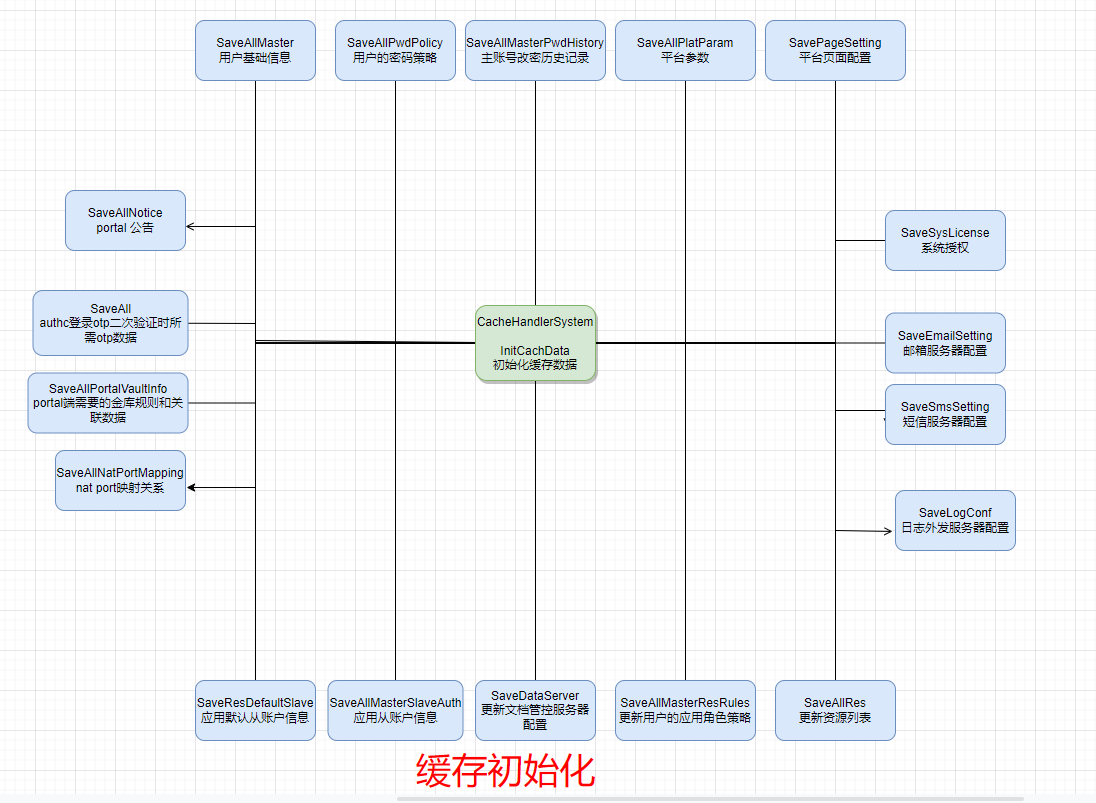 SaveAllMaster
用户基础信息
SaveAllPwdPolicy
用户的密码策略
SaveAllMasterPwdHistory
主账号改密历史记录
SaveAllPlatParam
平台参数
SavePageSetting
平台页面配置
SaveAllNotice
portal 公告
SaveSysLicense
系统授权
SaveAll
authc登录otp二次验证时所
需otp数据
CacheHandlerSystem
InitCachData
初始化缓存数据
SaveEmailSetting
邮箱服务器配置
SaveAllPortalVaultInfo
portal端需要的金库规则和关
联数据
SaveSmsSetting
短信服务器配置
SaveAllNatPortMapping
nat port映射关系
SaveLogConf
日志外发服务器配置
SaveResDefaultSlave
应用默认从账户信息
SaveAllMasterSlaveAuth
应用从账户信息
SaveDataServer
更新文档管控服务器
配置
SaveAllMasterResRules
更新用户的应用角色策略
SaveAllRes
更新资源列表
缓存初始化